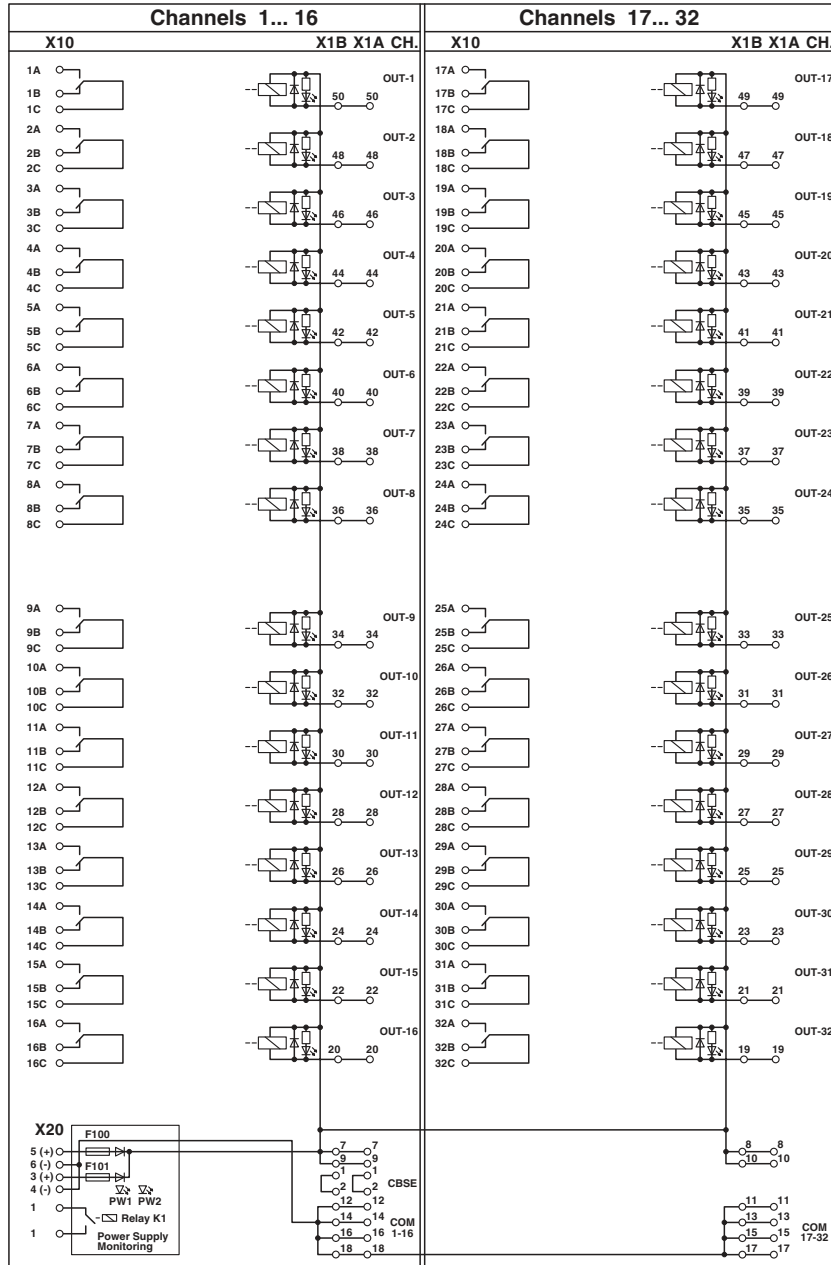 Channels 1... 16
X10 X1B X1A CH.
1A
OUT-1
1B 50 50
1C
2A
OUT-2
2B 48 48
2C
3A
OUT-3
3B 46 46
3C
4A
OUT-4
4B 44 44
4C
5A
OUT-5
5B 42 42
5C
6A
OUT-6
6B 40 40
6C
7A
OUT-7
7B 38 38
7C
8A
OUT-8
8B 36 36
8C
9A
OUT-9
9B 34 34
9C
10A
OUT-10
10B 32 32
10C
11A
OUT-11
11B 30 30
11C
12A
OUT-12
12B 28 28
12C
13A
OUT-13
13B 26 26
13C
14A
OUT-14
14B 24 24
14C
15A
OUT-15
15B 22 22
15C
16A
OUT-16
16B 20 20
16C
X20
F100
5 (+)
6 (-)
F101
3 (+)
4 (-)
PW1 PW2
1
Relay K1
1
Power Supply
Monitoring
7 7
9 9
1 1
CBSE
2 2
12 12
14 14 COM
16 16 1-16
18 18
Channels 17... 32
X10 X1B X1A CH.
17A
OUT-17
17B 49 49
17C
18A
OUT-18
18B 47 47
18C
19A
OUT-19
19B 45 45
19C
20A
OUT-20
20B 43 43
20C
21A
OUT-21
21B 41 41
21C
22A
OUT-22
22B 39 39
22C
23A
OUT-23
23B 37 37
23C
24A
OUT-24
24B 35 35
24C
25A
OUT-25
25B 33 33
25C
26A
OUT-26
26B 31 31
26C
27A
OUT-27
27B 29 29
27C
28A
OUT-28
28B 27 27
28C
29A
OUT-29
29B 25 25
29C
30A
OUT-30
30B 23 23
30C
31A
OUT-31
31B 21 21
31C
32A
OUT-32
32B 19 19
32C
8 8
10 10
11 11
13 13 COM
15 15 17-32
17 17